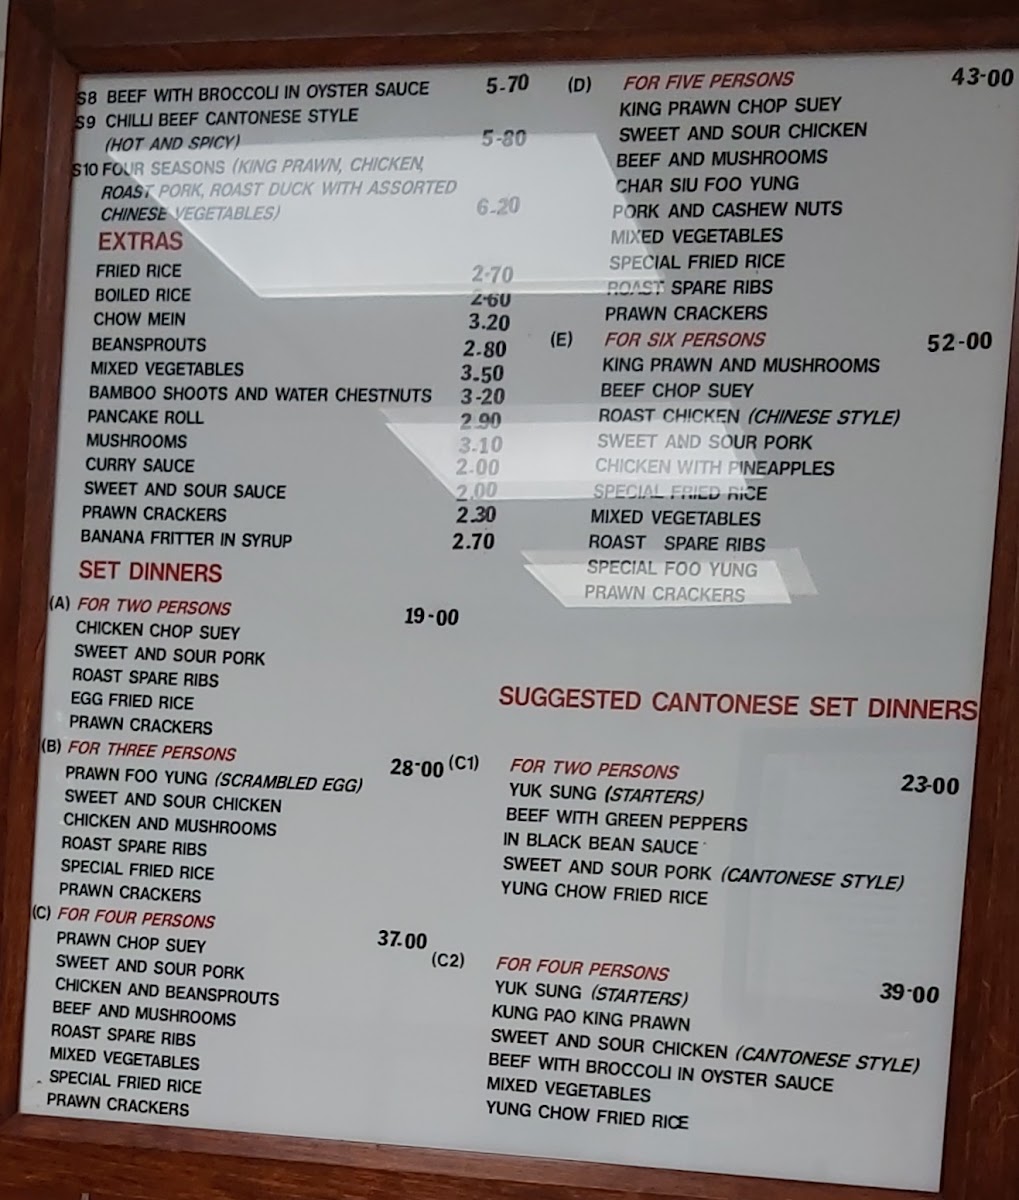 S8 BEEF WITH BROCCOLI IN OYSTER SAUCE 5-70
S9 CHILLI BEEF CANTONESE STYLE
(HOT AND SPICY) 5-80
S10 FOUR SEASONS (KING PRAWN, CHICKEN,
ROAST PORK, ROAST DUCK WITH ASSORTED
CHINESE VEGETABLES) 6-20
EXTRAS
FRIED RICE 2-70
BOILED RICE 2-60
CHOW MEIN 3.20
BEANSPROUTS 2.80
MIXED VEGETABLES 3.50
BAMBOO SHOOTS AND WATER CHESTNUTS 3-20
PANCAKE ROLL 2.90
MUSHROOMS 3.10
CURRY SAUCE 2.00
SWEET AND SOUR SAUCE 2.00
PRAWN CRACKERS 2.30
BANANA FRITTER IN SYRUP 2.70
SET DINNERS
(A) FOR TWO PERSONS 19-00
CHICKEN CHOP SUEY
SWEET AND SOUR PORK
ROAST SPARE RIBS
EGG FRIED RICE
PRAWN CRACKERS
(B) FOR THREE PERSONS 28-00
PRAWN FOO YUNG (SCRAMBLED EGG)
SWEET AND SOUR CHICKEN
CHICKEN AND MUSHROOMS
ROAST SPARE RIBS
SPECIAL FRIED RICE
PRAWN CRACKERS
(C) FOR FOUR PERSONS 37.00
PRAWN CHOP SUEY
SWEET AND SOUR PORK
CHICKEN AND BEANSPROUTS
BEEF AND MUSHROOMS
ROAST SPARE RIBS
MIXED VEGETABLES
SPECIAL FRIED RICE
PRAWN CRACKERS
(D) FOR FIVE PERSONS 43-00
KING PRAWN CHOP SUEY
SWEET AND SOUR CHICKEN
BEEF AND MUSHROOMS
CHAR SIU FOO YUNG
PORK AND CASHEW NUTS
MIXED VEGETABLES
SPECIAL FRIED RICE
ROAST SPARE RIBS
PRAWN CRACKERS
(E) FOR SIX PERSONS 52-00
KING PRAWN AND MUSHROOMS
BEEF CHOP SUEY
ROAST CHICKEN (CHINESE STYLE)
SWEET AND SOUR PORK
CHICKEN WITH PINEAPPLES
SPECIAL FRIED RICE
MIXED VEGETABLES
ROAST SPARE RIBS
SPECIAL FOO YUNG
PRAWN CRACKERS
SUGGESTED CANTONESE SET DINNERS
(C1) FOR TWO PERSONS 23-00
YUK SUNG (STARTERS)
BEEF WITH GREEN PEPPERS
IN BLACK BEAN SAUCE
SWEET AND SOUR PORK (CANTONESE STYLE)
YUNG CHOW FRIED RICE
(C2) FOR FOUR PERSONS 39-00
YUK SUNG (STARTERS)
KUNG PAO KING PRAWN
SWEET AND SOUR CHICKEN (CANTONESE STYLE)
BEEF WITH BROCCOLI IN OYSTER SAUCE
MIXED VEGETABLES
YUNG CHOW FRIED RICE